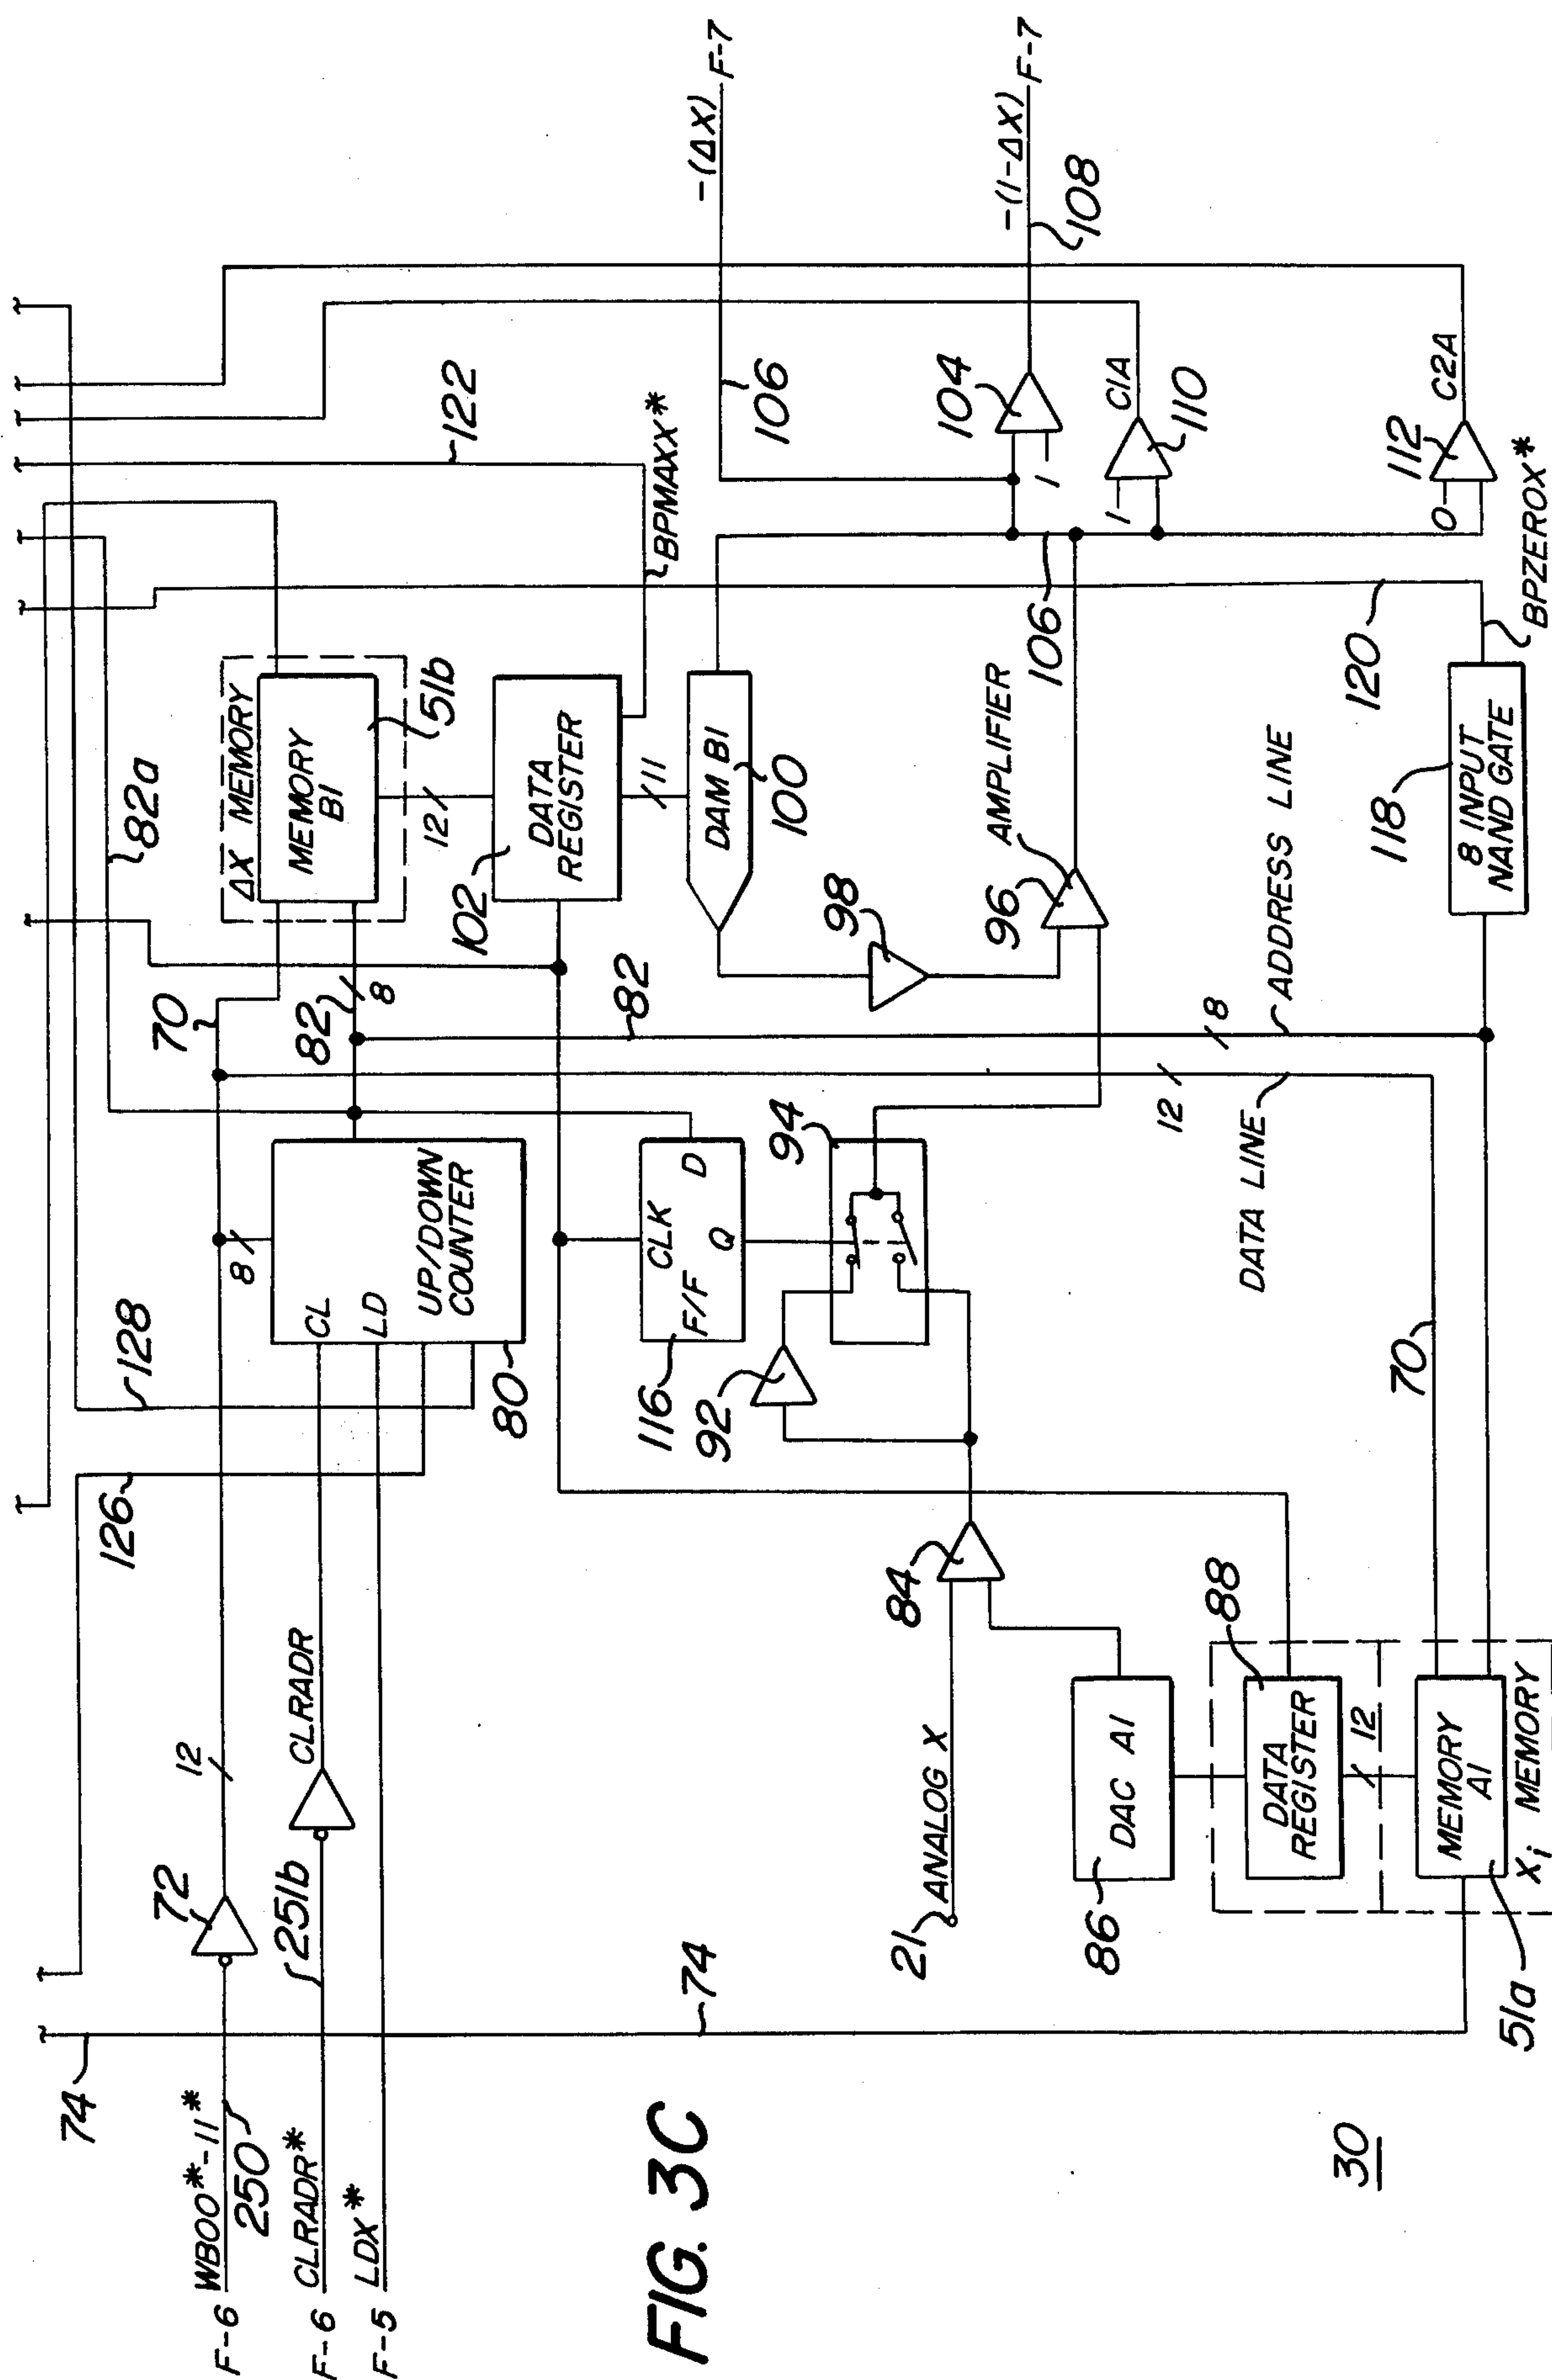 74
F-6 WB00*-11*
250
F-6 CLRADR*
F-5 LDX*
72
251b
CLRADR
12
126
128
8
CL
LD
UP/DOWN
COUNTER
80
70
82
8
82a
ΔX MEMORY
MEMORY
B1
51b
12
102
DATA
REGISTER
11
122
BPMAXX*
DAM B1
100
98
96
AMPLIFIER
106
-(ΔX) F-7
106
104
1
-(1-ΔX) F-7
108
1
C1A
110
0
112
C2A
BPZEROX*
120
118
8 INPUT
NAND GATE
8
ADDRESS LINE
82
12
DATA LINE
70
116
CLK
F/F
Q
D
94
92
84
21
ANALOG X
86
DAC A1
88
DATA
REGISTER
12
MEMORY
A1
Xi MEMORY
51a
74
FIG. 3C
30